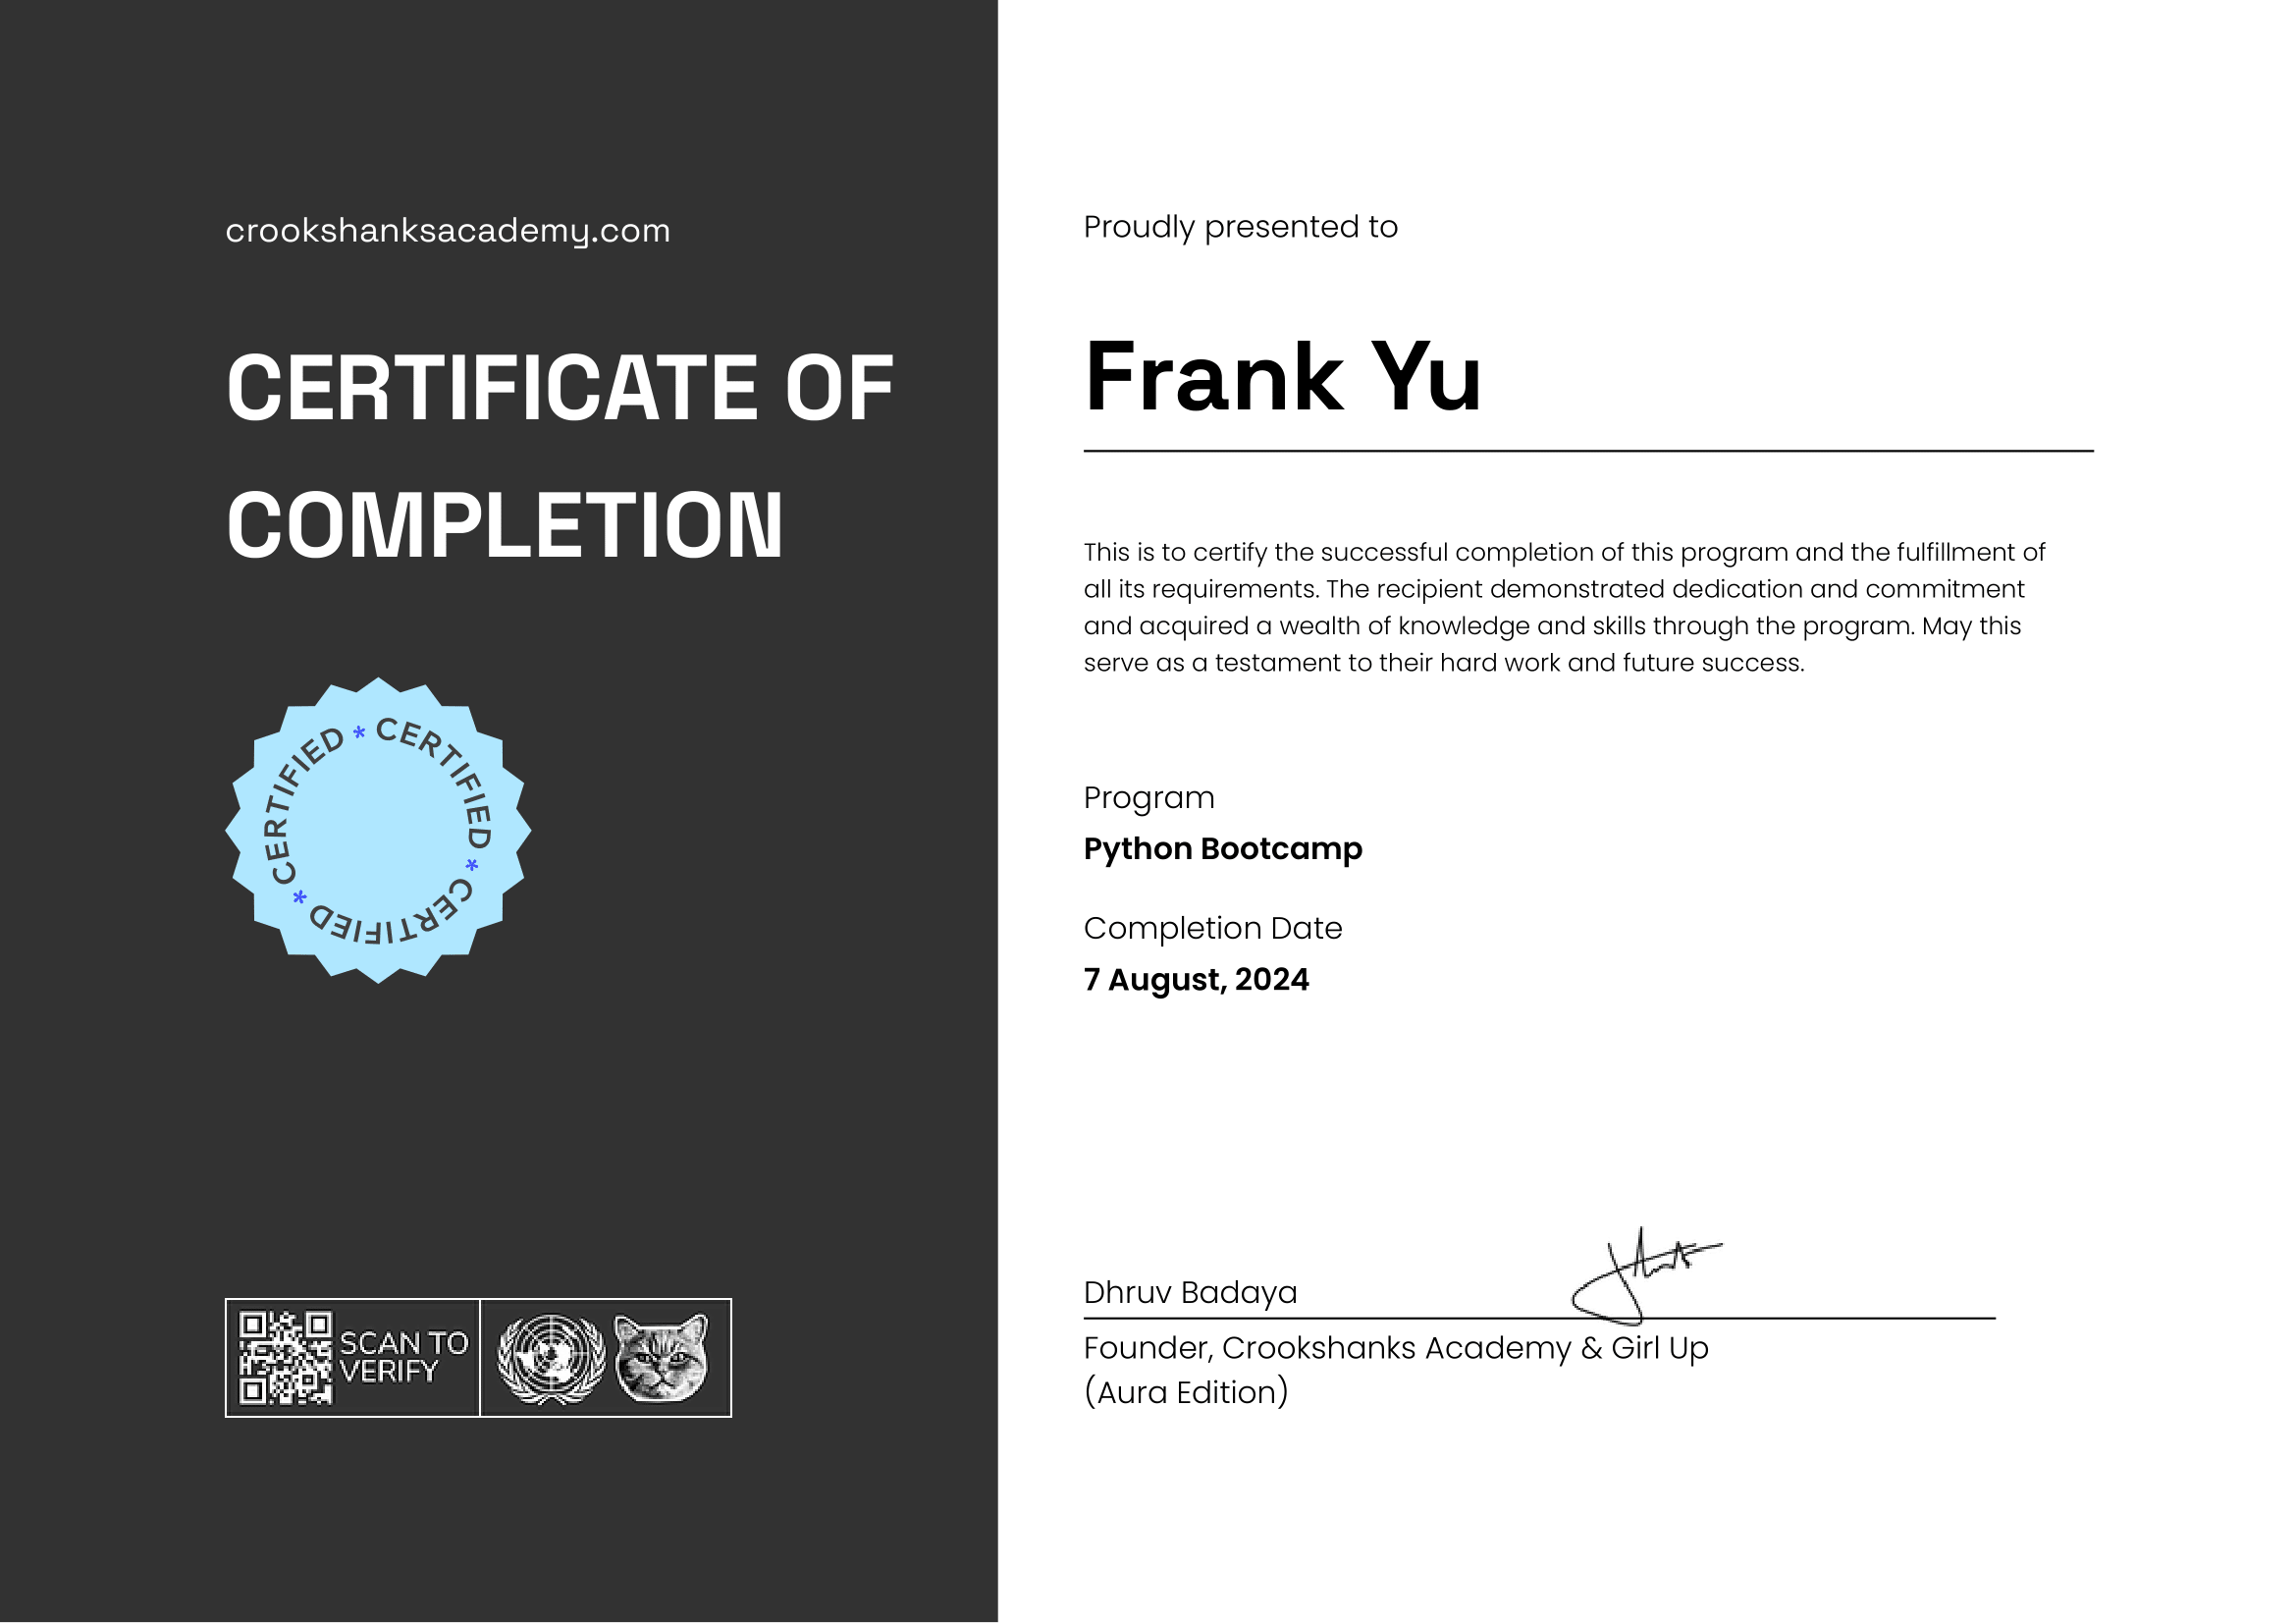 crookshanksacademy.com
CERTIFICATE OF
COMPLETION
CERTIFIED * CERTIFIED * CERTIFIED *
SCAN TO
VERIFY
Proudly presented to
Frank Yu
This is to certify the successful completion of this program and the fulfillment of
all its requirements. The recipient demonstrated dedication and commitment
and acquired a wealth of knowledge and skills through the program. May this
serve as a testament to their hard work and future success.
Program
Python Bootcamp
Completion Date
7 August, 2024
Dhruv Badaya
Founder, Crookshanks Academy & Girl Up
(Aura Edition)